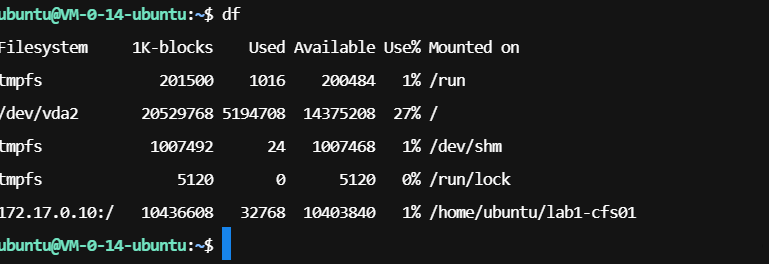 ubuntu@VM-0-14-ubuntu:~$ df
Filesystem 1K-blocks Used Available Use% Mounted on
tmpfs 201500 1016 200484 1% /run
/dev/vda2 20529768 5194708 14375208 27% /
tmpfs 1007492 24 1007468 1% /dev/shm
tmpfs 5120 0 5120 0% /run/lock
172.17.0.10:/ 10436608 32768 10403840 1% /home/ubuntu/lab1-cfs01
ubuntu@VM-0-14-ubuntu:~$